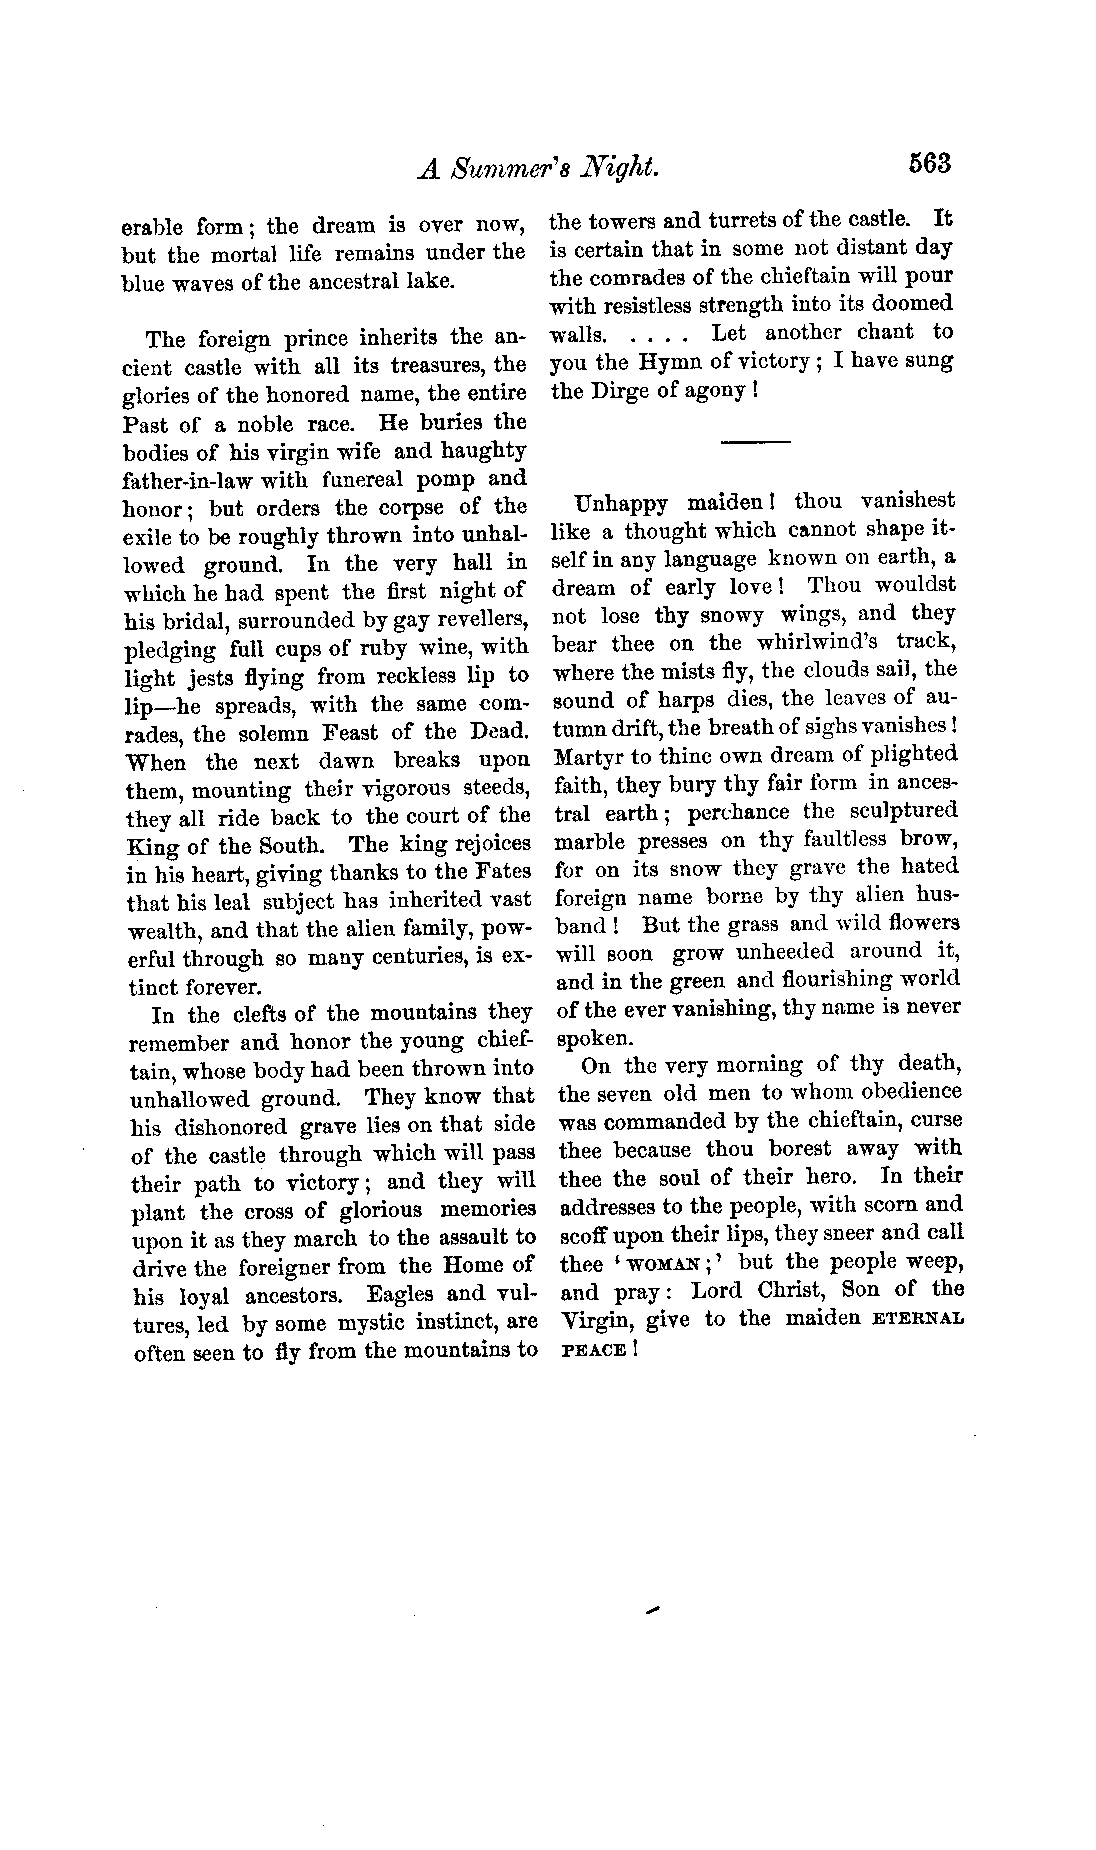 A Summer's Night.
563
erable form; the dream is over now,
but the mortal life remains under the
blue waves of the ancestral lake.
The foreign prince inherits the an-
cient castle with all its treasures, the
glories of the honored name, the entire
Past of a noble race. He buries the
bodies of his virgin wife and haughty
father-in-law with funereal pomp and
honor; but orders the corpse of the
exile to be roughly thrown into unhal-
lowed ground. In the very hall in
which he had spent the first night of
his bridal, surrounded by gay revellers,
pledging full cups of ruby wine, with
light jests flying from reckless lip to
lip—he spreads, with the same com-
rades, the solemn Feast of the Dead.
When the next dawn breaks upon
them, mounting their vigorous steeds,
they all ride back to the court of the
King of the South. The king rejoices
in his heart, giving thanks to the Fates
that his leal subject has inherited vast
wealth, and that the alien family, pow-
erful through so many centuries, is ex-
tinct forever.
In the clefts of the mountains they
remember and honor the young chief-
tain, whose body had been thrown into
unhallowed ground. They know that
his dishonored grave lies on that side
of the castle through which will pass
their path to victory; and they will
plant the cross of glorious memories
upon it as they march to the assault to
drive the foreigner from the Home of
his loyal ancestors. Eagles and vul-
tures, led by some mystic instinct, are
often seen to fly from the mountains to
the towers and turrets of the castle. It
is certain that in some not distant day
the comrades of the chieftain will pour
with resistless strength into its doomed
walls. . . . . Let another chant to
you the Hymn of victory; I have sung
the Dirge of agony!
Unhappy maiden! thou vanishest
like a thought which cannot shape it-
self in any language known on earth, a
dream of early love! Thou wouldst
not lose thy snowy wings, and they
bear thee on the whirlwind's track,
where the mists fly, the clouds sail, the
sound of harps dies, the leaves of au-
tumn drift, the breath of sighs vanishes!
Martyr to thine own dream of plighted
faith, they bury thy fair form in ances-
tral earth; perchance the sculptured
marble presses on thy faultless brow,
for on its snow they grave the hated
foreign name borne by thy alien hus-
band! But the grass and wild flowers
will soon grow unheeded around it,
and in the green and flourishing world
of the ever vanishing, thy name is never
spoken.
On the very morning of thy death,
the seven old men to whom obedience
was commanded by the chieftain, curse
thee because thou borest away with
thee the soul of their hero. In their
addresses to the people, with scorn and
scoff upon their lips, they sneer and call
thee 'WOMAN;' but the people weep,
and pray: Lord Christ, Son of the
Virgin, give to the maiden ETERNAL
PEACE!